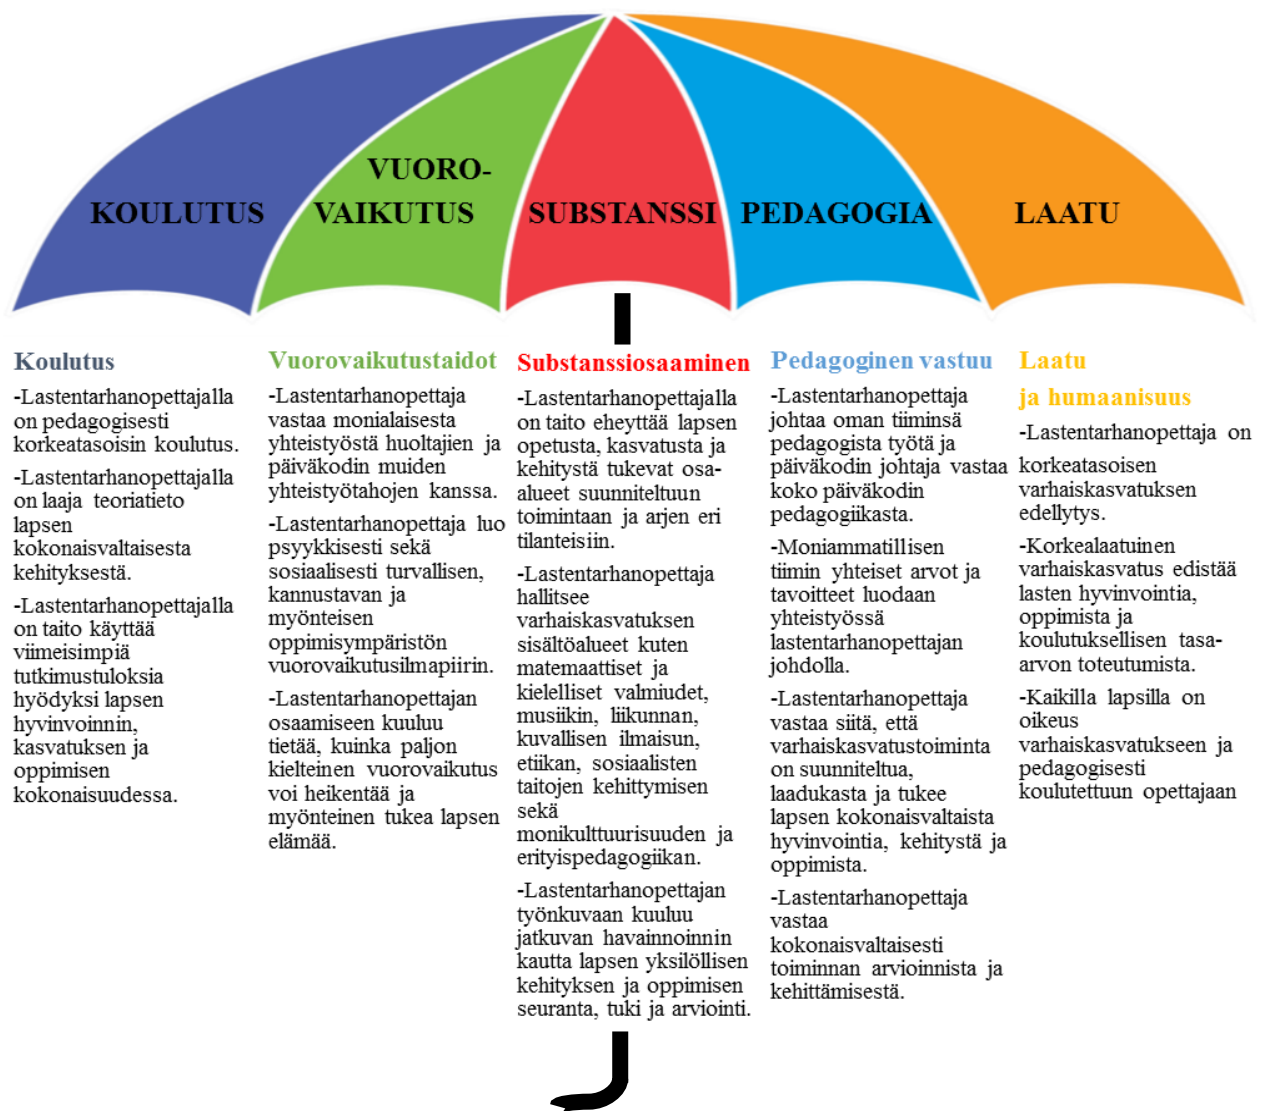 KOULUTUS
VUORO-
VAIKUTUS
SUBSTANSSI
PEDAGOGIA
LAATU
Koulutus
-Lastentarhanopettajalla
on pedagogisesti
korkeatasoisin koulutus.
-Lastentarhanopettajalla
on laaja teoriatieto
lapsen
kokonaisvaltaisesta
kehityksestä.
-Lastentarhanopettajalla
on taito käyttää
viimeisimpiä
tutkimustuloksia
hyödyksi lapsen
hyvinvoinnin,
kasvatuksen ja
oppimisen
kokonaisuudessa.
Vuorovaikutustaidot
-Lastentarhanopettaja
vastaa monialaisesta
yhteistyöstä huoltajien ja
päiväkodin muiden
yhteistyötahojen kanssa.
-Lastentarhanopettaja luo
psyykkisesti sekä
sosiaalisesti turvallisen,
kannustavan ja
myönteisen
oppimisympäristön
vuorovaikutusilmapiirin.
-Lastentarhanopettajan
osaamiseen kuuluu
tietää, kuinka paljon
kielteinen vuorovaikutus
voi heikentää ja
myönteinen tukea lapsen
elämää.
Substanssiosaaminen
-Lastentarhanopettajalla
on taito eheyttää lapsen
opetusta, kasvatusta ja
kehitystä tukevat osa-
alueet suunniteltuun
toimintaan ja arjen eri
tilanteisiin.
-Lastentarhanopettaja
hallitsee
varhaiskasvatuksen
sisältöalueet kuten
matemaattiset ja
kielelliset valmiudet,
musiikin, liikunnan,
kuvallisen ilmaisun,
etiikan, sosiaalisten
taitojen kehittymisen
sekä
monikulttuurisuuden ja
erityispedagogiikan.
-Lastentarhanopettajan
työnkuvaan kuuluu
jatkuvan havainnoinnin
kautta lapsen yksilöllisen
kehityksen ja oppimisen
seuranta, tuki ja arviointi.
Pedagoginen vastuu
-Lastentarhanopettaja
johtaa oman tiiminsä
pedagogista työtä ja
päiväkodin johtaja vastaa
koko päiväkodin
pedagogiikasta.
-Moniammatillisen
tiimin yhteiset arvot ja
tavoitteet luodaan
yhteistyössä
lastentarhanopettajan
johdolla.
-Lastentarhanopettaja
vastaa siitä, että
varhaiskasvatustoiminta
on suunniteltua,
laadukasta ja tukee
lapsen kokonaisvaltaista
hyvinvointia, kehitystä ja
oppimista.
-Lastentarhanopettaja
vastaa
kokonaisvaltaisesti
toiminnan arvioinnista ja
kehittämisestä.
Laatu
ja humaanisuus
-Lastentarhanopettaja on
korkeatasoisen
varhaiskasvatuksen
edellytys.
-Korkealaatuinen
varhaiskasvatus edistää
lasten hyvinvointia,
oppimista ja
koulutuksellisen tasa-
arvon toteutumista.
-Kaikilla lapsilla on
oikeus
varhaiskasvatukseen ja
pedagogisesti
koulutettuun opettajaan